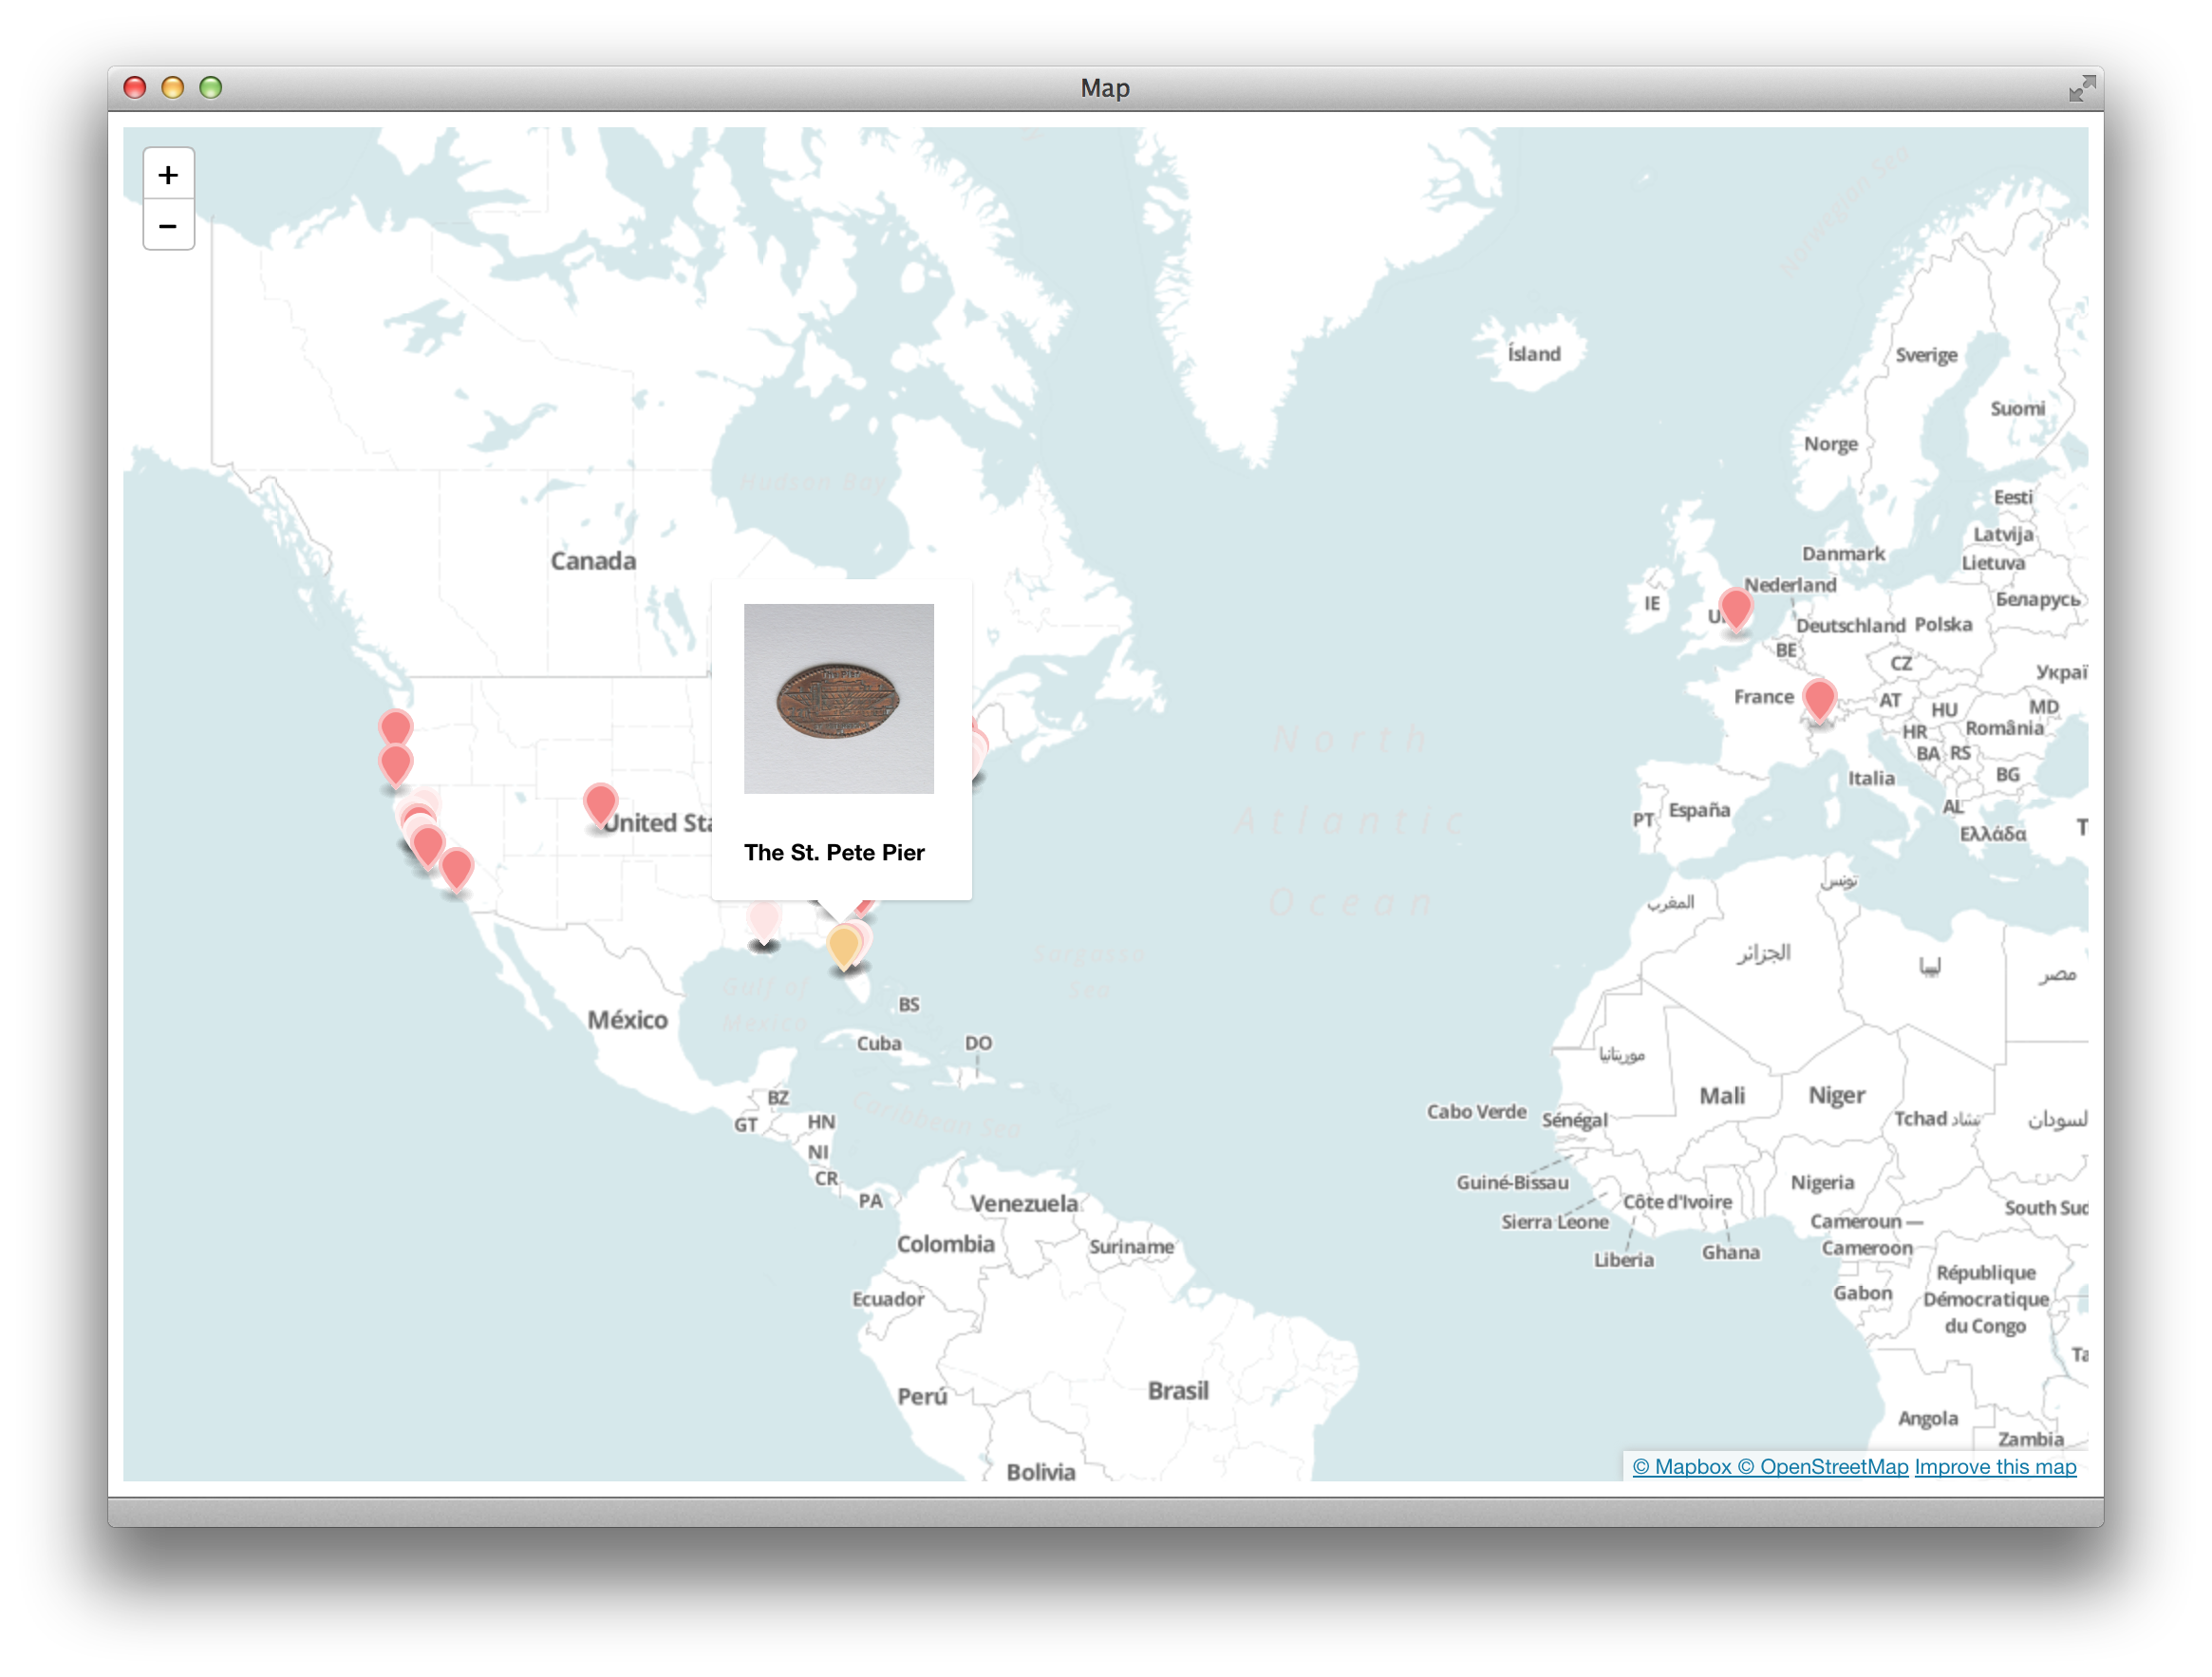 Map
+
−
Norwegian Sea
Ísland
Sverige
Suomi
Norge
Hudson Bay
Eesti
Latvija
Danmark
Canada
Lietuva
Nederland
IE
Беларусь
Deutschland
Polska
BE
CZ
Украї
The Pier
France
AT
HU
MD
HR
România
BA
RS
North
BG
Italia
AL
España
PT
Atlantic
United Sta
Ελλάδα
T
The St. Pete Pier
تونس
Ocean
المغرب
الجزائر
ليبيا
مصر
Sargasso
Sea
Gulf of
Mexico
BS
México
Cuba
DO
موريتانيا
Mali
Niger
BZ
Caribbean Sea
Cabo Verde
Sénégal
Tchad تشاد
السودان
GT
HN
NI
CR
Guiné-Bissau
Nigeria
PA
Venezuela
Côte d'Ivoire
South Sud
Sierra Leone
Cameroun —
Cameroon
Colombia
Suriname
Liberia
Ghana
République
Démocratique
du Congo
Gabon
Ecuador
Ta
Perú
Brasil
Angola
Zambia
Bolivia
© Mapbox © OpenStreetMap Improve this map